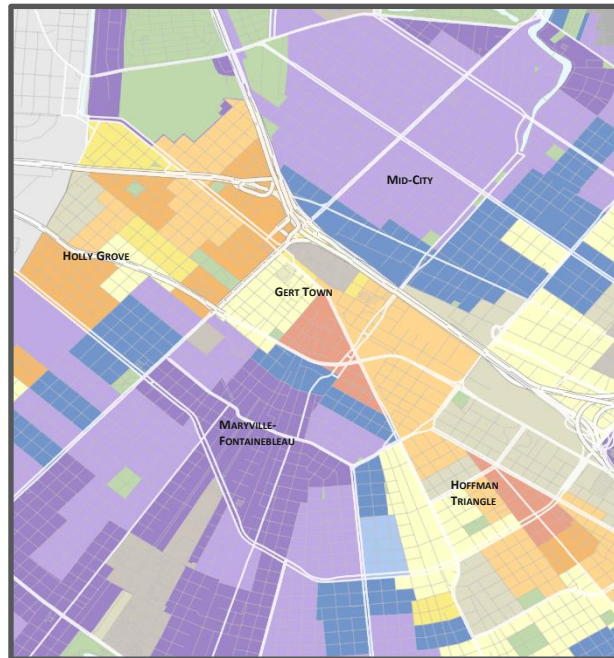 MID-CITY
HOLLY GROVE
GERT TOWN
MARYVILLE-
FONTAINEBLEAU
HOFFMAN
TRIANGLE